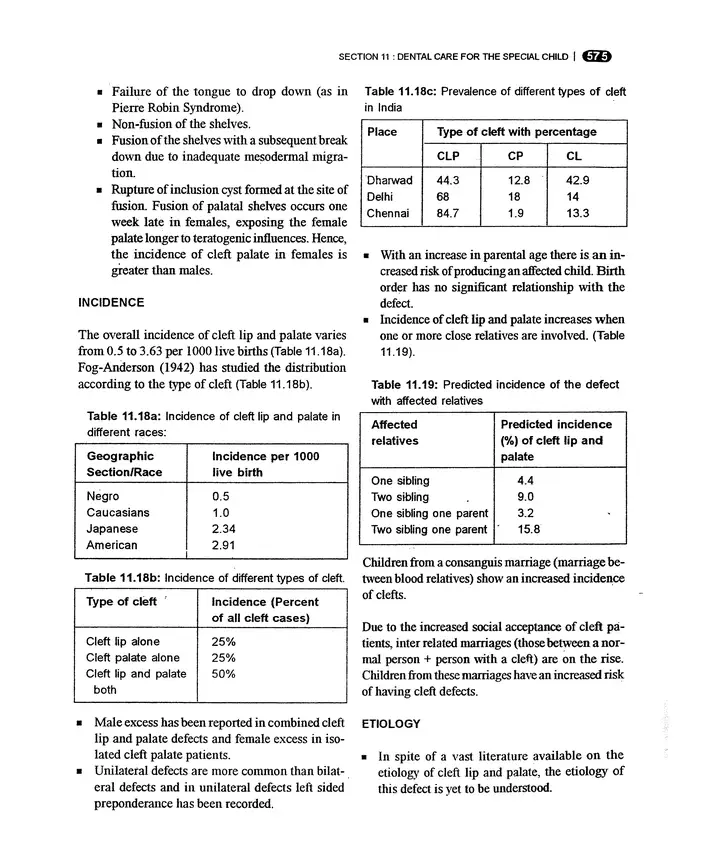 SECTION 11 : DENTAL CARE FOR THE SPECIAL CHILD | 575
▪ Failure of the tongue to drop down (as in
Pierre Robin Syndrome).
▪ Non-fusion of the shelves.
▪ Fusion of the shelves with a subsequent break
down due to inadequate mesodermal migra-
tion.
▪ Rupture of inclusion cyst formed at the site of
fusion. Fusion of palatal shelves occurs one
week late in females, exposing the female
palate longer to teratogenic influences. Hence,
the incidence of cleft palate in females is
greater than males.
INCIDENCE
The overall incidence of cleft lip and palate varies
from 0.5 to 3.63 per 1000 live births (Table 11.18a).
Fog-Anderson (1942) has studied the distribution
according to the type of cleft (Table 11.18b).
Table 11.18a: Incidence of cleft lip and palate in
different races:
Geographic Incidence per 1000
Section/Race live birth
Negro 0.5
Caucasians 1.0
Japanese 2.34
American 2.91
Table 11.18b: Incidence of different types of cleft.
Type of cleft Incidence (Percent
of all cleft cases)
Cleft lip alone 25%
Cleft palate alone 25%
Cleft lip and palate 50%
both
▪ Male excess has been reported in combined cleft
lip and palate defects and female excess in iso-
lated cleft palate patients.
▪ Unilateral defects are more common than bilat-
eral defects and in unilateral defects left sided
preponderance has been recorded.
Table 11.18c: Prevalence of different types of cleft
in India
Place Type of cleft with percentage
CLP CP CL
Dharwad 44.3 12.8 42.9
Delhi 68 18 14
Chennai 84.7 1.9 13.3
▪ With an increase in parental age there is an in-
creased risk of producing an affected child. Birth
order has no significant relationship with the
defect.
▪ Incidence of cleft lip and palate increases when
one or more close relatives are involved. (Table
11.19).
Table 11.19: Predicted incidence of the defect
with affected relatives
Affected Predicted incidence
relatives (%) of cleft lip and
palate
One sibling 4.4
Two sibling 9.0
One sibling one parent 3.2
Two sibling one parent 15.8
Children from a consanguis marriage (marriage be-
tween blood relatives) show an increased incidence
of clefts.
Due to the increased social acceptance of cleft pa-
tients, inter related marriages (those between a nor-
mal person + person with a cleft) are on the rise.
Children from these marriages have an increased risk
of having cleft defects.
ETIOLOGY
▪ In spite of a vast literature available on the
etiology of cleft lip and palate, the etiology of
this defect is yet to be understood.